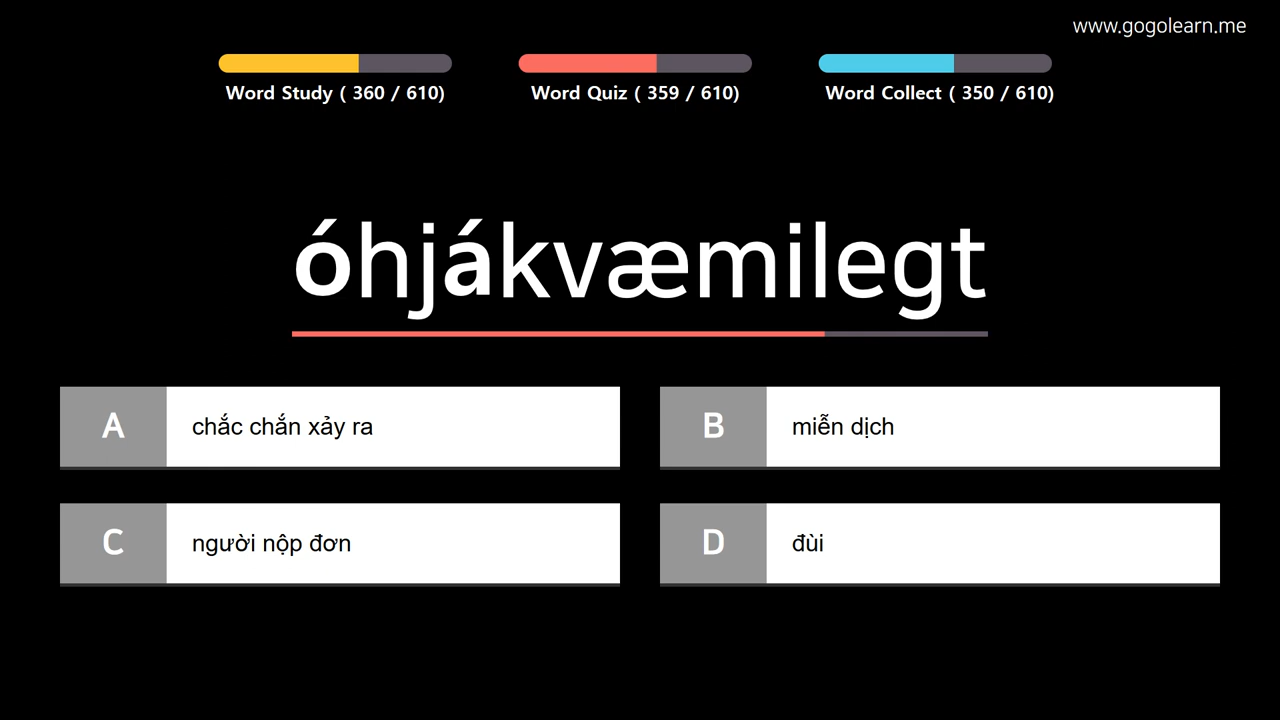 www.gogolearn.me
Word Study ( 360 / 610)
Word Quiz ( 359 / 610)
Word Collect ( 350 / 610)
óhjákvæmilegt
A chắc chắn xảy ra
B miễn dịch
C người nộp đơn
D đùi